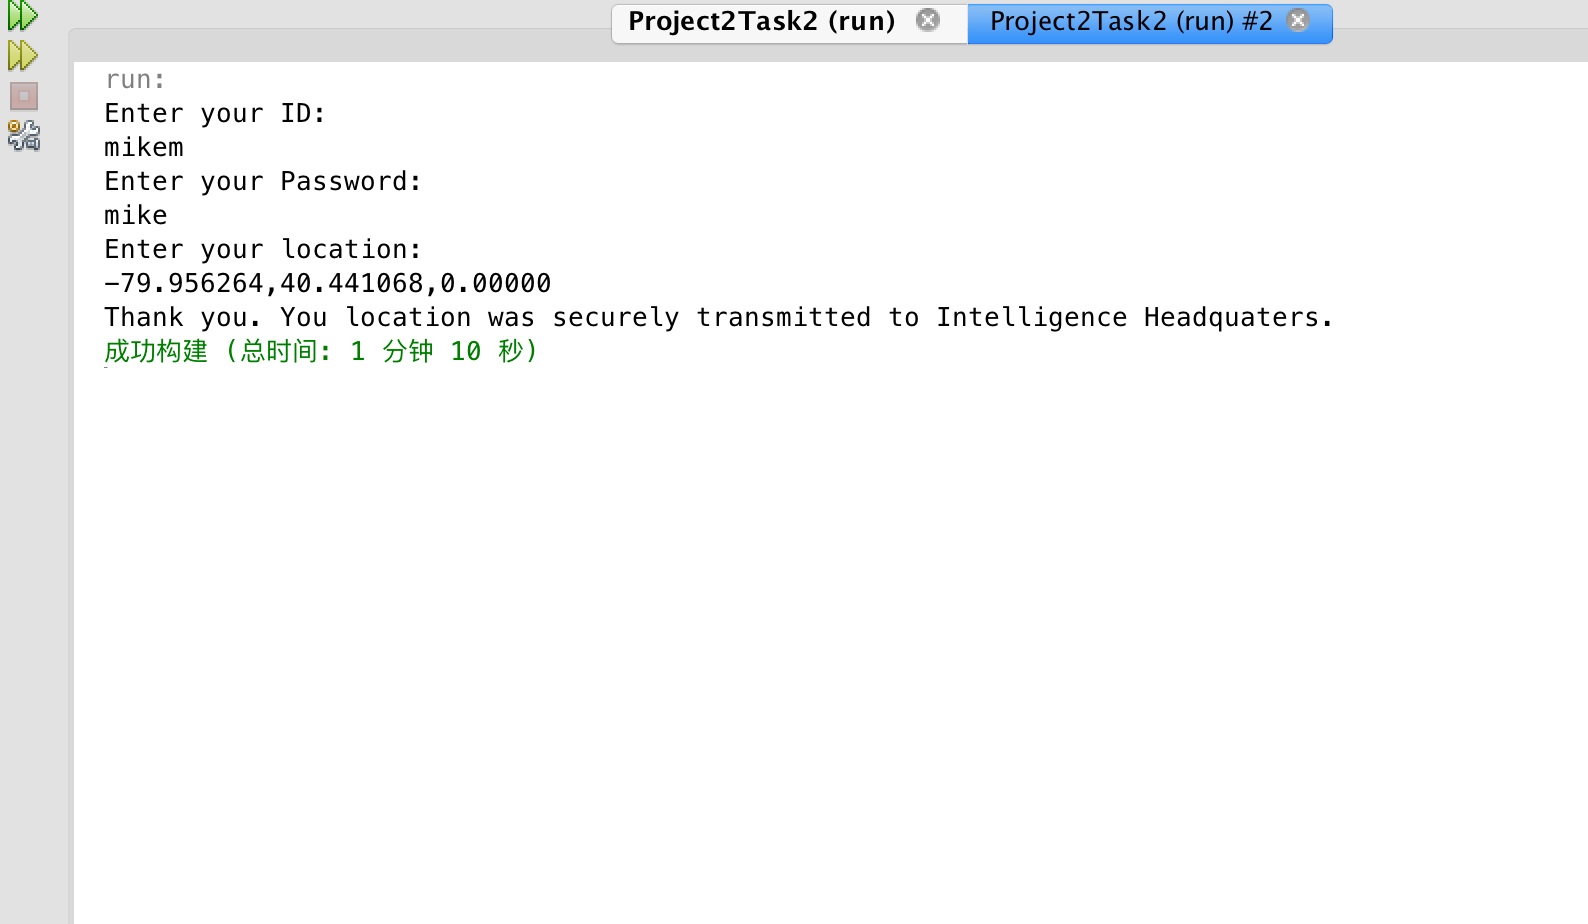 Project2Task2 (run) Project2Task2 (run) #2
run:
Enter your ID:
mikem
Enter your Password:
mike
Enter your location:
-79.956264,40.441068,0.00000
Thank you. You location was securely transmitted to Intelligence Headquaters.
成功构建 (总时间: 1 分钟 10 秒)